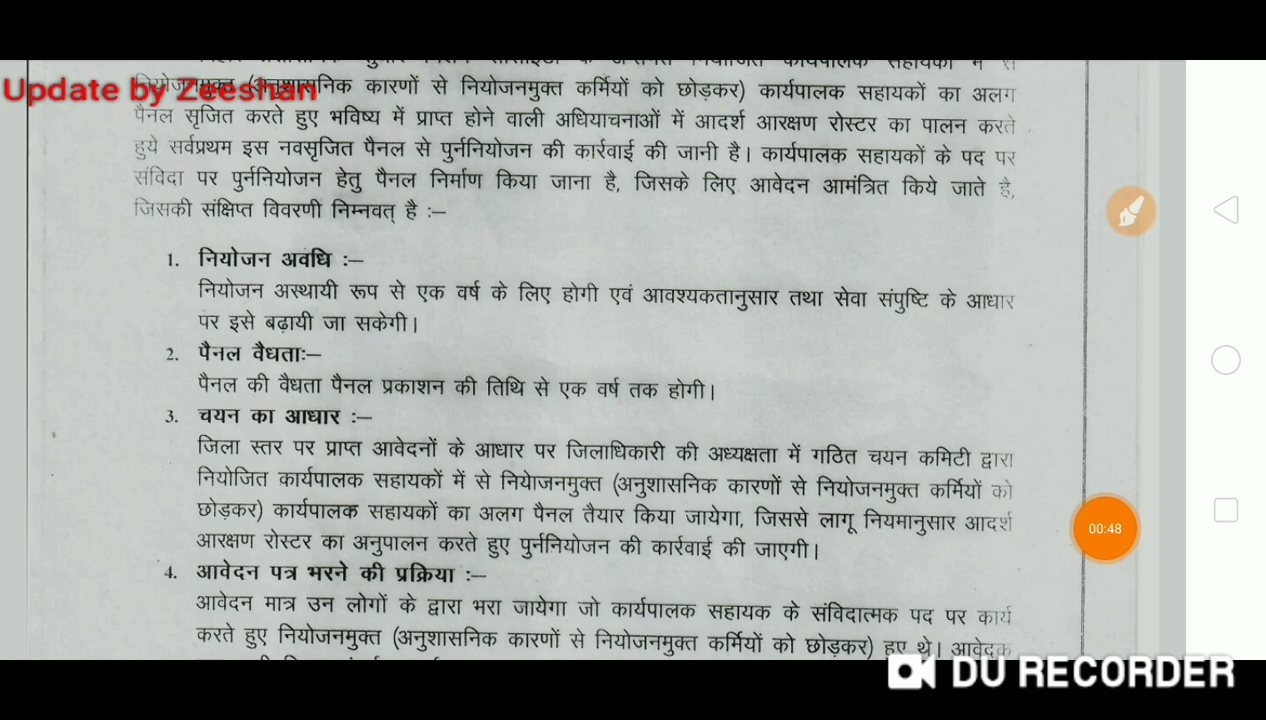 Update by Zeeshan
(अनुशासनिक कारणों से नियोजनमुक्त कर्मियों को छोड़कर) कार्यपालक सहायकों का अलग
पैनल सृजित करते हुए भविष्य में प्राप्त होने वाली अधियाचनाओं में आदर्श आरक्षण रोस्टर का पालन करते
हुये सर्वप्रथम इस नवसृजित पैनल से पुर्ननियोजन की कार्रवाई की जानी है। कार्यपालक सहायकों के पद पर
संविदा पर पुर्ननियोजन हेतु पैनल निर्माण किया जाना है, जिसके लिए आवेदन आमंत्रित किये जाते है,
जिसकी संक्षिप्त विवरणी निम्नवत् है :–
1. नियोजन अवधि :–
नियोजन अस्थायी रूप से एक वर्ष के लिए होगी एवं आवश्यकतानुसार तथा सेवा संपुष्टि के आधार
पर इसे बढ़ायी जा सकेगी।
2. पैनल वैधताः–
पैनल की वैधता पैनल प्रकाशन की तिथि से एक वर्ष तक होगी।
3. चयन का आधार :–
जिला स्तर पर प्राप्त आवेदनों के आधार पर जिलाधिकारी की अध्यक्षता में गठित चयन कमिटी द्वारा
नियोजित कार्यपालक सहायकों में से नियोजनमुक्त (अनुशासनिक कारणों से नियोजनमुक्त कर्मियों को
छोड़कर) कार्यपालक सहायकों का अलग पैनल तैयार किया जायेगा, जिससे लागू नियमानुसार आदर्श
आरक्षण रोस्टर का अनुपालन करते हुए पुर्ननियोजन की कार्रवाई की जाएगी।
00:48
4. आवेदन पत्र भरने की प्रक्रिया :–
आवेदन मात्र उन लोगों के द्वारा भरा जायेगा जो कार्यपालक सहायक के संविदात्मक पद पर कार्य
करते हुए नियोजनमुक्त (अनुशासनिक कारणों से नियोजनमुक्त कर्मियों को छोड़कर) हुए थे। आवेदक
DU RECORDER